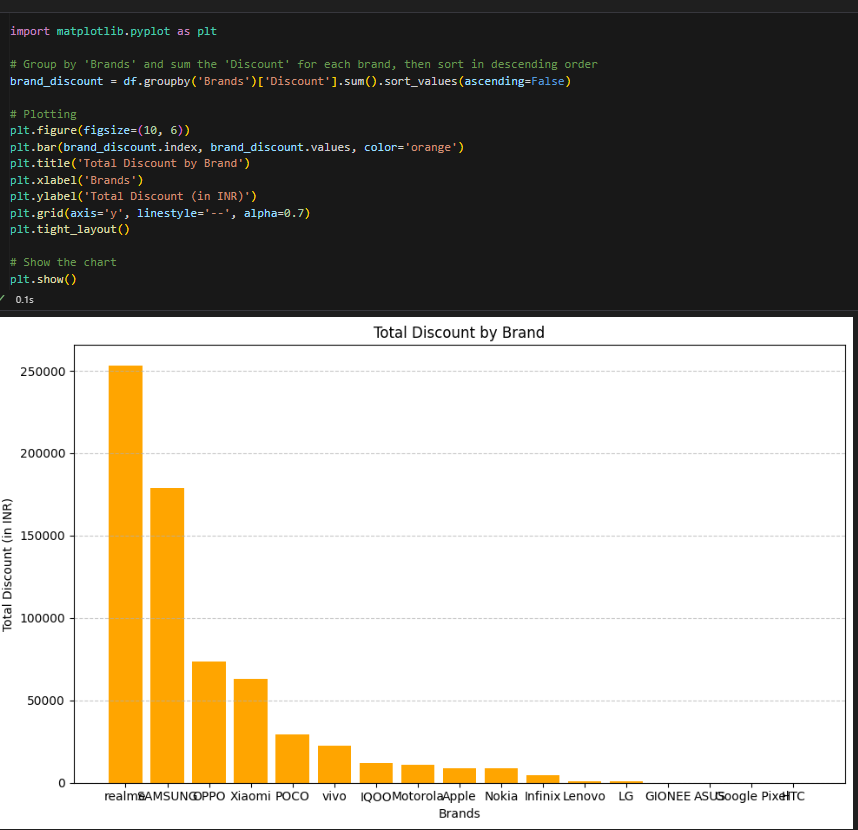 import matplotlib.pyplot as plt
# Group by 'Brands' and sum the 'Discount' for each brand, then sort in descending order
brand_discount = df.groupby('Brands')['Discount'].sum().sort_values(ascending=False)
# Plotting
plt.figure(figsize=(10, 6))
plt.bar(brand_discount.index, brand_discount.values, color='orange')
plt.title('Total Discount by Brand')
plt.xlabel('Brands')
plt.ylabel('Total Discount (in INR)')
plt.grid(axis='y', linestyle='--', alpha=0.7)
plt.tight_layout()
# Show the chart
plt.show()
0.1s
Total Discount by Brand
Total Discount (in INR)
250000
200000
150000
100000
50000
0
realme SAMSUNG OPPO Xiaomi POCO vivo IQOO Motorola Apple Nokia Infinix Lenovo LG GIONEE ASUS Google Pixel HTC
Brands